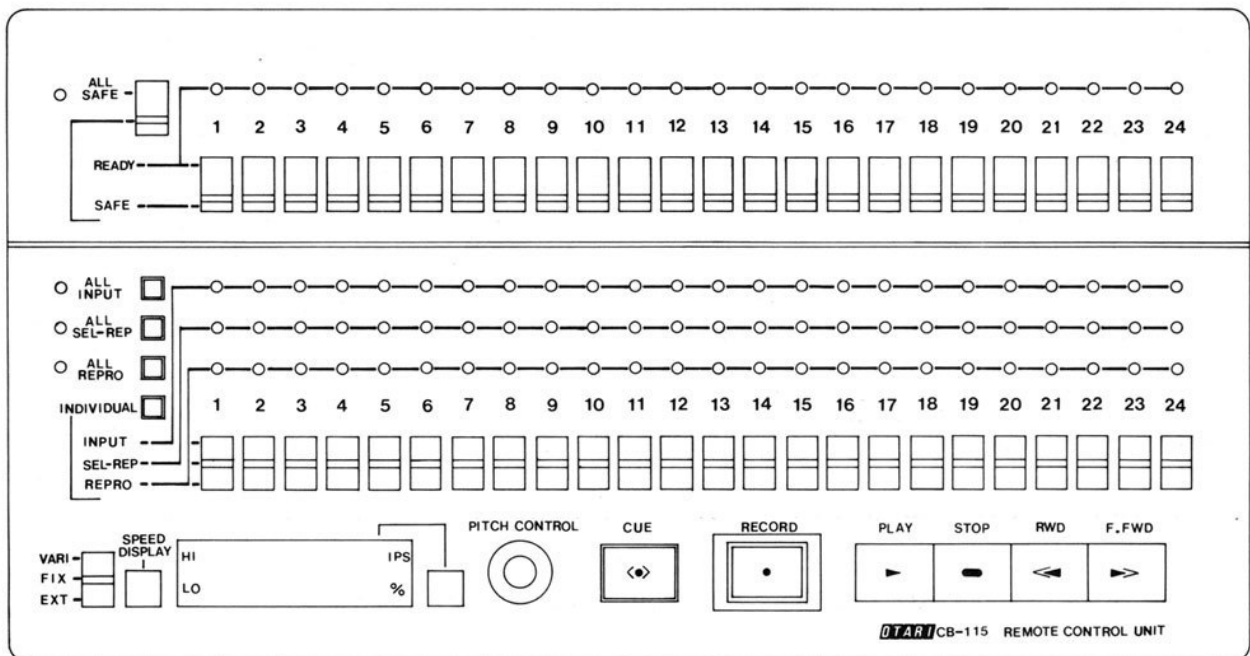 ALL
SAFE
1 2 3 4 5 6 7 8 9 10 11 12 13 14 15 16 17 18 19 20 21 22 23 24
READY
SAFE
ALL
INPUT
ALL
SEL-REP
ALL
REPRO
INDIVIDUAL
1 2 3 4 5 6 7 8 9 10 11 12 13 14 15 16 17 18 19 20 21 22 23 24
INPUT
SEL-REP
REPRO
VARI
FIX
EXT
SPEED
DISPLAY
HI
IPS
LO
%
PITCH CONTROL
CUE
RECORD
PLAY
STOP
RWD
F.FWD
OTARI CB-115 REMOTE CONTROL UNIT